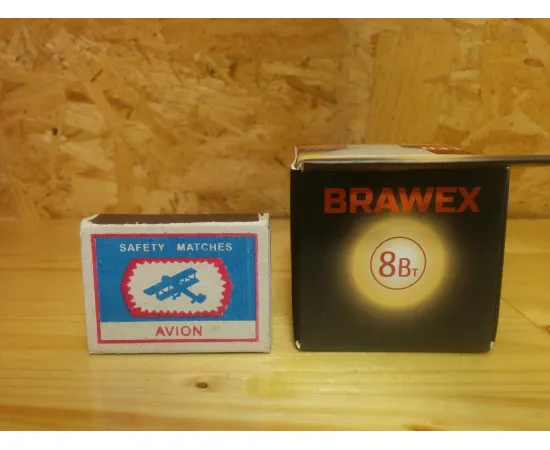 SAFETY MATCHES
AVION
BRAWEX
8Вт